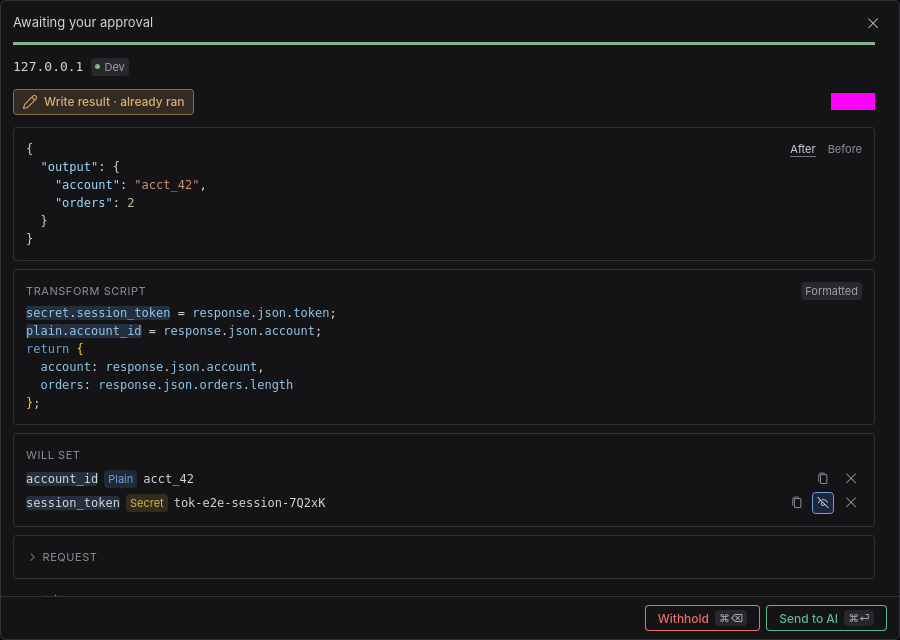 Awaiting your approval
127.0.0.1 Dev
Write result · already ran
After Before
{
  "output": {
    "account": "acct_42",
    "orders": 2
  }
}
TRANSFORM SCRIPT
Formatted
secret.session_token = response.json.token;
plain.account_id = response.json.account;
return {
  account: response.json.account,
  orders: response.json.orders.length
};
WILL SET
account_id Plain acct_42
session_token Secret tok-e2e-session-7Q2xK
REQUEST
Withhold ⌘⌫ Send to AI ⌘⏎